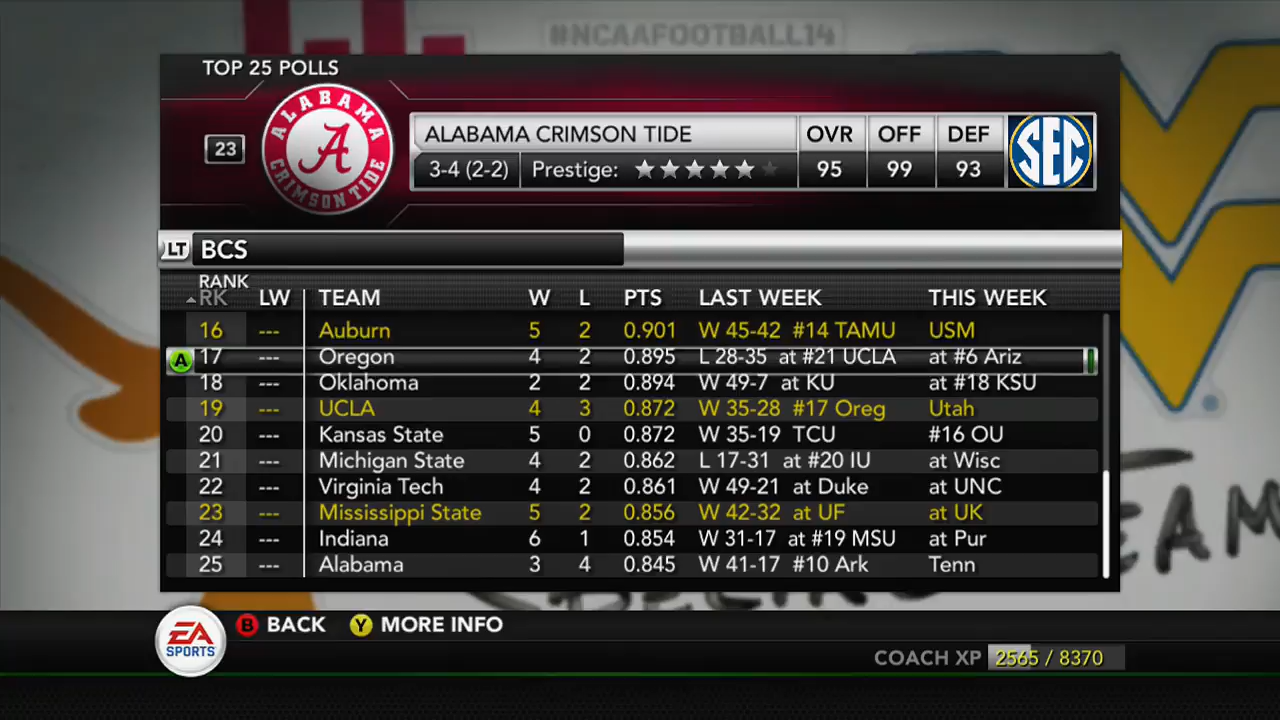 #NCAAFOOTBALL14
TOP 25 POLLS
23
ALABAMA CRIMSON TIDE
A
ALABAMA CRIMSON TIDE OVR OFF DEF
3-4 (2-2) Prestige: 95 99 93
SEC
LT BCS
RANK
RK LW TEAM W L PTS LAST WEEK THIS WEEK
16 --- Auburn 5 2 0.901 W 45-42 #14 TAMU USM
A 17 --- Oregon 4 2 0.895 L 28-35 at #21 UCLA at #6 Ariz
18 --- Oklahoma 2 2 0.894 W 49-7 at KU at #18 KSU
19 --- UCLA 4 3 0.872 W 35-28 #17 Oreg Utah
20 --- Kansas State 5 0 0.872 W 35-19 TCU #16 OU
21 --- Michigan State 4 2 0.862 L 17-31 at #20 IU at Wisc
22 --- Virginia Tech 4 2 0.861 W 49-21 at Duke at UNC
23 --- Mississippi State 5 2 0.856 W 42-32 at UF at UK
24 --- Indiana 6 1 0.854 W 31-17 at #19 MSU at Pur
25 --- Alabama 3 4 0.845 W 41-17 #10 Ark Tenn
EA SPORTS
B BACK Y MORE INFO
COACH XP 2565 / 8370